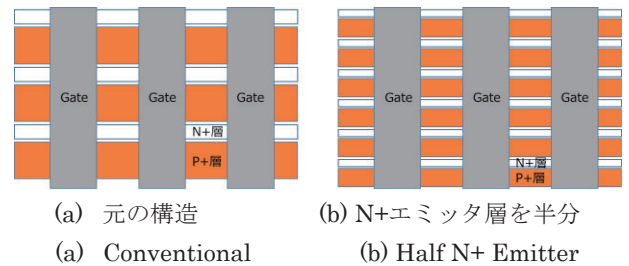 Gate Gate Gate
N+層
P+層
Gate Gate Gate
N+層
P+層
(a) 元の構造
(b) N+エミッタ層を半分
(a) Conventional
(b) Half N+ Emitter